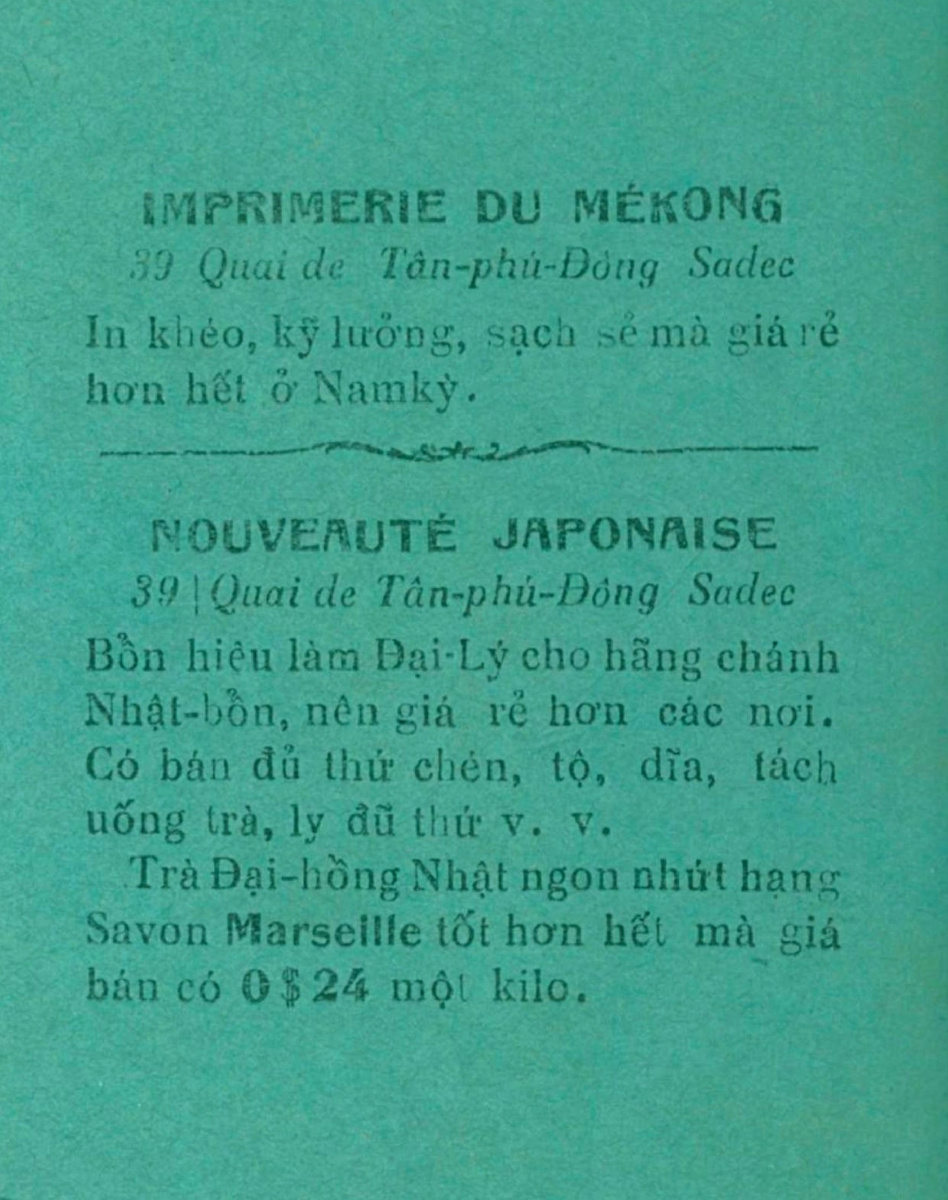 IMPRIMERIE DU MÉKONG
39 Quai de Tân-phú-Đông Sadec
In khéo, kỹ lưởng, sạch sẻ mà giá rẻ
hơn hết ở Namkỳ.
NOUVEAUTÉ JAPONAISE
39 Quai de Tân-phú-Đông Sadec
Bổn hiệu làm Đại-Lý cho hãng chánh
Nhật-bổn, nên giá rẻ hơn các nơi.
Có bán đủ thứ chén, tộ, dĩa, tách
uống trà, ly đũ thứ v. v.
Trà Đại-hồng Nhật ngon nhứt hạng
Savon Marseille tốt hơn hết mà giá
bán có 0$24 một kilo.